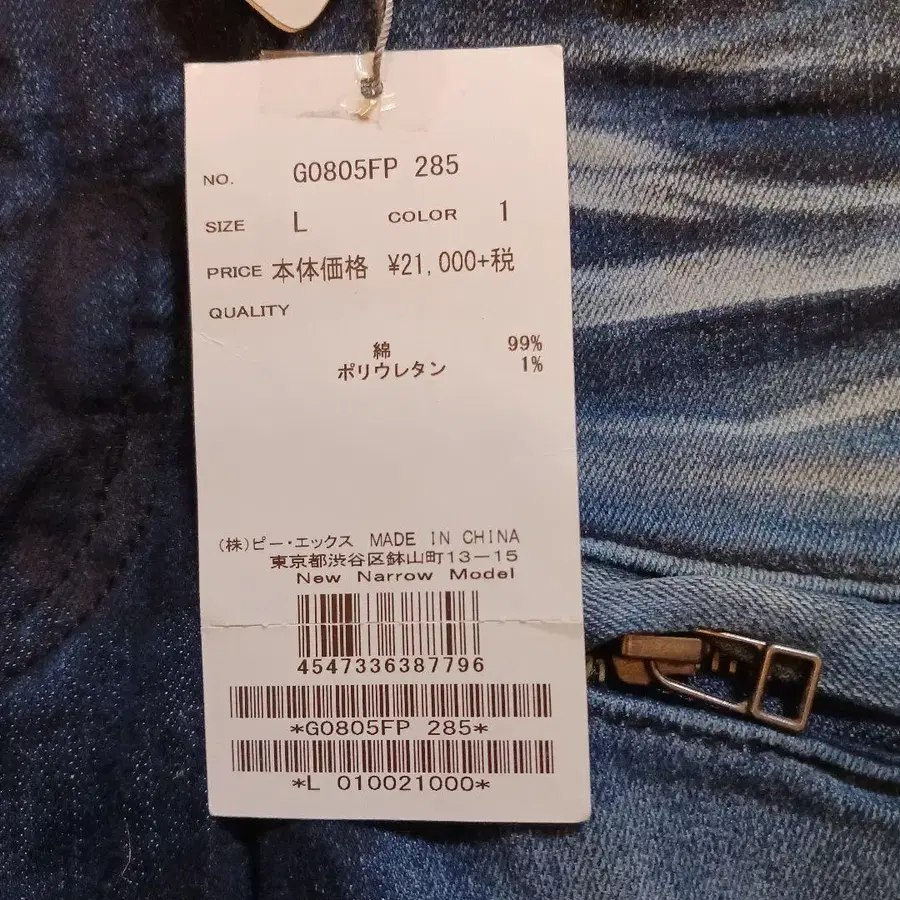 NO. G0805FP 285
SIZE L COLOR 1
PRICE 本体価格 ¥21,000+税
QUALITY
綿 99%
ポリウレタン 1%
(株)ピー・エックス MADE IN CHINA
東京都渋谷区鉢山町13-15
New Narrow Model
4547336387796
*G0805FP 285*
*L 010021000*